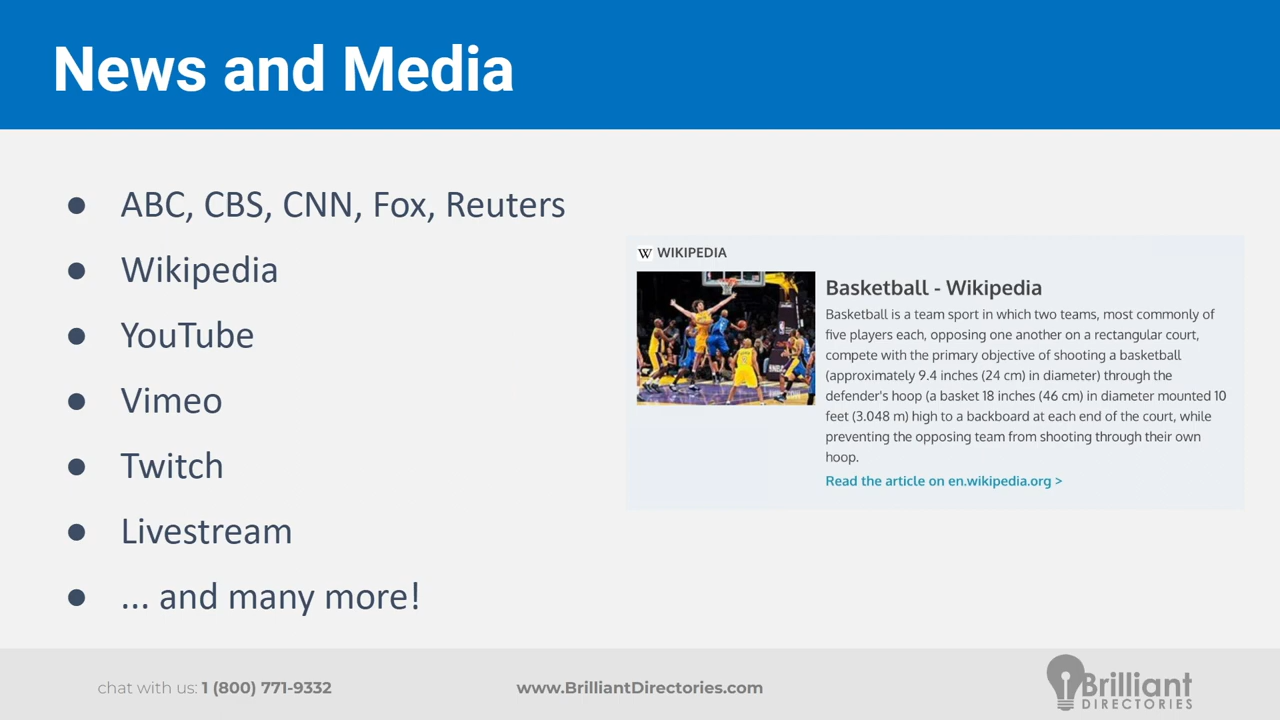 News and Media
● ABC, CBS, CNN, Fox, Reuters
● Wikipedia
● YouTube
● Vimeo
● Twitch
● Livestream
● ... and many more!
W WIKIPEDIA
Basketball - Wikipedia
Basketball is a team sport in which two teams, most commonly of
five players each, opposing one another on a rectangular court,
compete with the primary objective of shooting a basketball
(approximately 9.4 inches (24 cm) in diameter) through the
defender's hoop (a basket 18 inches (46 cm) in diameter mounted 10
feet (3.048 m) high to a backboard at each end of the court, while
preventing the opposing team from shooting through their own
hoop.
Read the article on en.wikipedia.org >
chat with us: 1 (800) 771-9332
www.BrilliantDirectories.com
Brilliant
DIRECTORIES